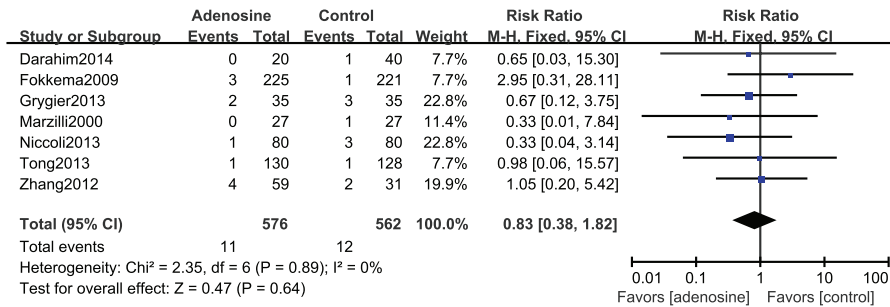 Adenosine Control Risk Ratio Risk Ratio
Study or Subgroup Events Total Events Total Weight M-H. Fixed. 95% CI M-H. Fixed. 95% CI
Darahim2014 0 20 1 40 7.7% 0.65 [0.03, 15.30]
Fokkema2009 3 225 1 221 7.7% 2.95 [0.31, 28.11]
Grygier2013 2 35 3 35 22.8% 0.67 [0.12, 3.75]
Marzilli2000 0 27 1 27 11.4% 0.33 [0.01, 7.84]
Niccoli2013 1 80 3 80 22.8% 0.33 [0.04, 3.14]
Tong2013 1 130 1 128 7.7% 0.98 [0.06, 15.57]
Zhang2012 4 59 2 31 19.9% 1.05 [0.20, 5.42]
Total (95% CI) 576 562 100.0% 0.83 [0.38, 1.82]
Total events 11 12
Heterogeneity: Chi² = 2.35, df = 6 (P = 0.89); I² = 0%
Test for overall effect: Z = 0.47 (P = 0.64)
0.01 0.1 1 10 100
Favors [adenosine] Favors [control]